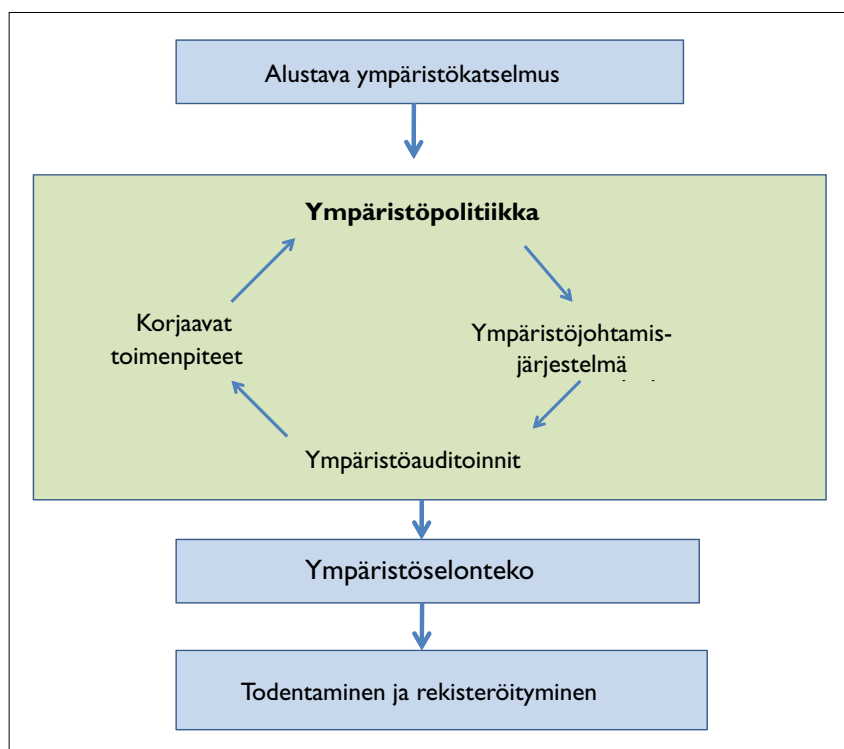 Alustava ympäristökatselmus
Ympäristöpolitiikka
Korjaavat
toimenpiteet
Ympäristöjohtamis-
järjestelmä
Ympäristöauditoinnit
Ympäristöselonteko
Todentaminen ja rekisteröityminen